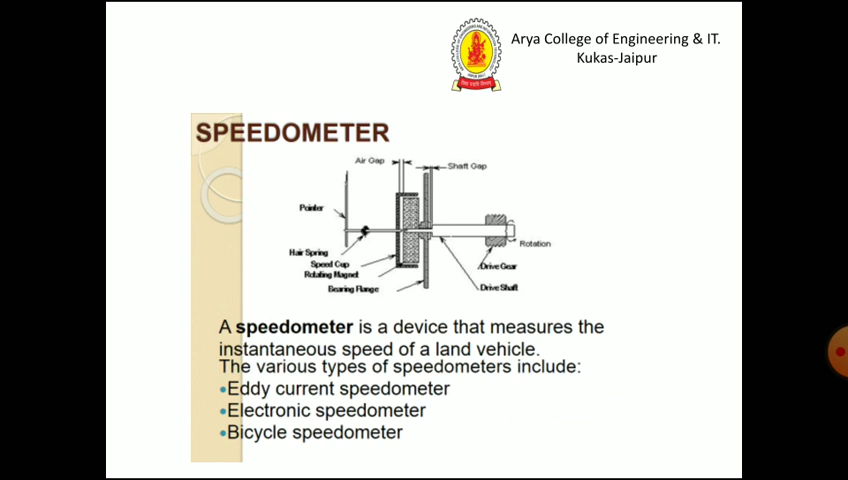 Arya College of Engineering & IT.
Kukas-Jaipur
SPEEDOMETER
Air Gap
Shaft Gap
Pointer
Rotation
Hair Spring
Speed Cup
Drive Gear
Rotating Magnet
Bearing Flange
Drive Shaft
A speedometer is a device that measures the
instantaneous speed of a land vehicle.
The various types of speedometers include:
•Eddy current speedometer
•Electronic speedometer
•Bicycle speedometer